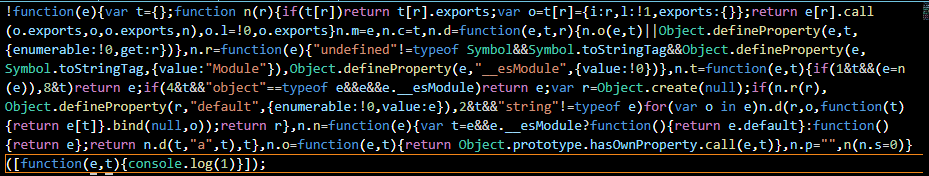 !function(e){var t={};function n(r){if(t[r])return t[r].exports;var o=t[r]={i:r,l:!1,exports:{}};return e[r].call
(o.exports,o,o.exports,n),o.l=!0,o.exports}n.m=e,n.c=t,n.d=function(e,t,r){n.o(e,t)||Object.defineProperty(e,t,
{enumerable:!0,get:r})},n.r=function(e){"undefined"!=typeof Symbol&&Symbol.toStringTag&&Object.defineProperty(e,
Symbol.toStringTag,{value:"Module"}),Object.defineProperty(e,"__esModule",{value:!0})},n.t=function(e,t){if(1&t&&(e=n
(e)),8&t)return e;if(4&t&&"object"==typeof e&&e&&e.__esModule)return e;var r=Object.create(null);if(n.r(r),
Object.defineProperty(r,"default",{enumerable:!0,value:e}),2&t&&"string"!=typeof e)for(var o in e)n.d(r,o,function(t)
{return e[t]}.bind(null,o));return r},n.n=function(e){var t=e&&e.__esModule?function(){return e.default}:function()
{return e};return n.d(t,"a",t),t},n.o=function(e,t){return Object.prototype.hasOwnProperty.call(e,t)},n.p="",n(n.s=0)}
([function(e,t){console.log(1)}]);